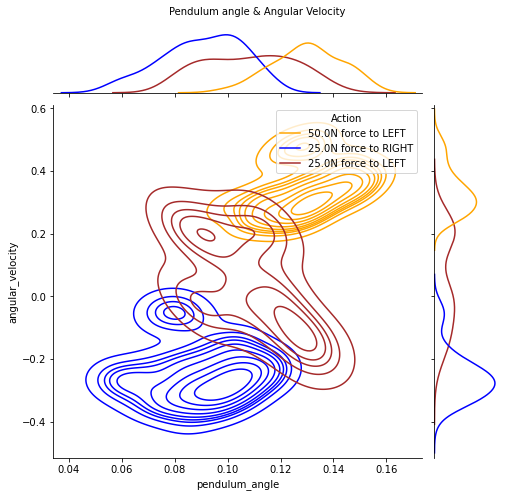 Pendulum angle & Angular Velocity
Action
50.0N force to LEFT
25.0N force to RIGHT
25.0N force to LEFT
0.6
0.4
0.2
0.0
−0.2
−0.4
angular_velocity
0.04 0.06 0.08 0.10 0.12 0.14 0.16
pendulum_angle